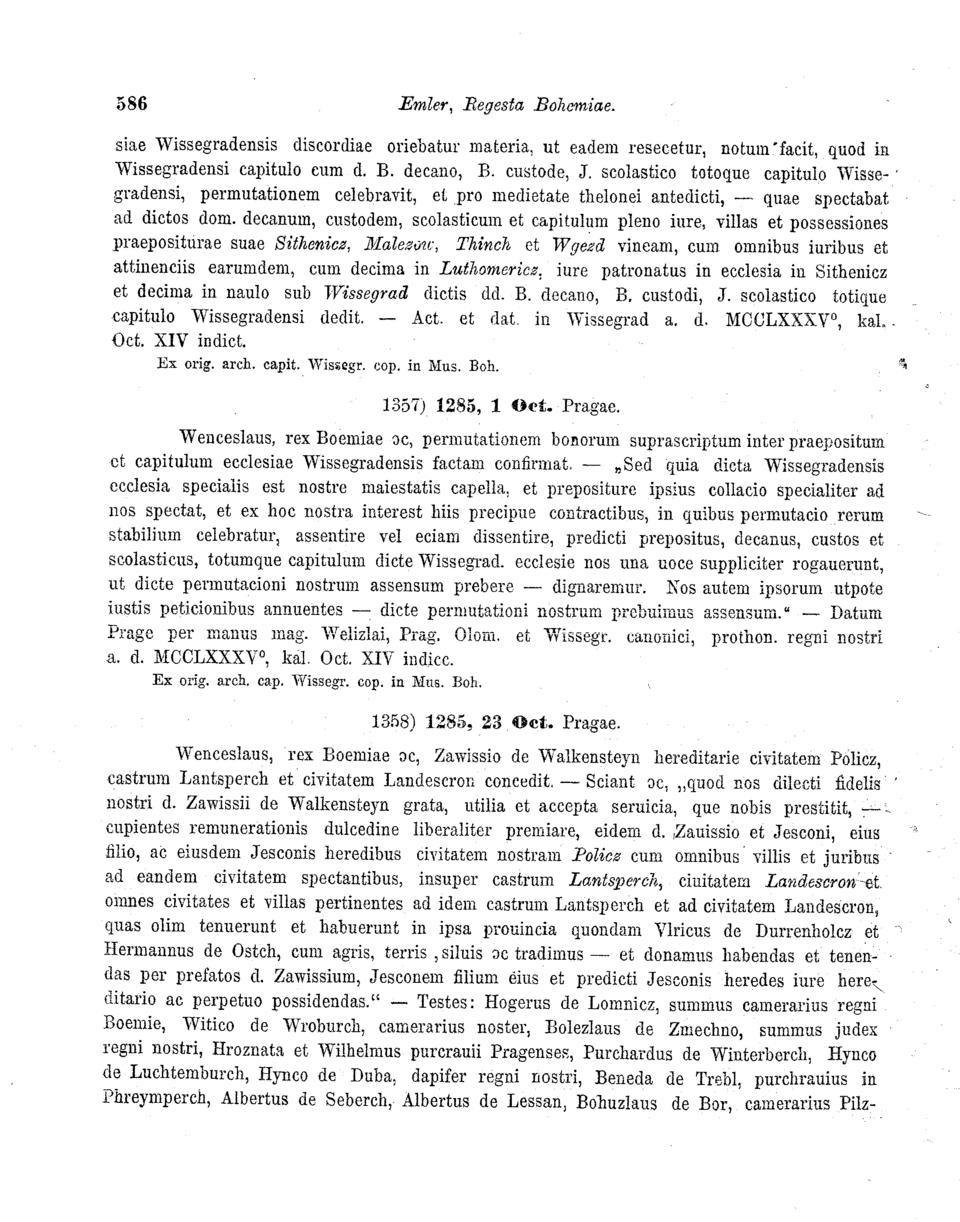 586 Emler, Regesta Bohemiae.
siae Wissegradensis discordiae oriebatur materia, ut eadem resecetur, notum facit, quod in
Wissegradensi capitulo cum d. B. decano, B. custode, J. scolastico totoque capitulo Wisse-
gradensi, permutationem celebravit, et pro medietate thelonei antedicti, — quae spectabat
ad dictos dom. decanum, custodem, scolasticum et capitulum pleno iure, villas et possessiones
praepositurae suae Sithenicz, Malezow, Thinch et Wgezd vineam, cum omnibus iuribus et
attinenciis earumdem, cum decima in Luthomericz, iure patronatus in ecclesia in Sithenicz
et decima in naulo sub Wissegrad dictis dd. B. decano, B. custodi, J. scolastico totique
capitulo Wissegradensi dedit. — Act. et dat. in Wissegrad a. d. MCCLXXXV⁰, kal.
Oct. XIV indict.
Ex orig. arch. capit. Wissegr. cop. in Mus. Boh.
1357) 1285, 1 Oct. Pragae.
Wenceslaus, rex Boemiae ɔc, permutationem bonorum suprascriptum inter praepositum
et capitulum ecclesiae Wissegradensis factam confirmat. — „Sed quia dicta Wissegradensis
ecclesia specialis est nostre maiestatis capella, et prepositure ipsius collacio specialiter ad
nos spectat, et ex hoc nostra interest hiis precipue contractibus, in quibus permutacio rerum
stabilium celebratur, assentire vel eciam dissentire, predicti prepositus, decanus, custos et
scolasticus, totumque capitulum dicte Wissegrad. ecclesie nos una uoce suppliciter rogauerunt,
ut dicte permutacioni nostrum assensum prebere — dignaremur. Nos autem ipsorum utpote
iustis peticionibus annuentes — dicte permutationi nostrum prebuimus assensum.“ — Datum
Prage per manus mag. Welizlai, Prag. Olom. et Wissegr. canonici, prothon. regni nostri
a. d. MCCLXXXV⁰, kal. Oct. XIV indicc.
Ex orig. arch. cap. Wissegr. cop. in Mus. Boh.
1358) 1285, 23 Oct. Pragae.
Wenceslaus, rex Boemiae ɔc, Zawissio de Walkensteyn hereditarie civitatem Policz,
castrum Lantsperch et civitatem Landescron concedit. — Sciant ɔc, „quod nos dilecti fidelis
nostri d. Zawissii de Walkensteyn grata, utilia et accepta seruicia, que nobis prestitit, —
cupientes remunerationis dulcedine liberaliter premiare, eidem d. Zauissio et Jesconi, eius
filio, ac eiusdem Jesconis heredibus civitatem nostram Policz cum omnibus villis et juribus
ad eandem civitatem spectantibus, insuper castrum Lantsperch, ciuitatem Landescron et
omnes civitates et villas pertinentes ad idem castrum Lantsperch et ad civitatem Landescron,
quas olim tenuerunt et habuerunt in ipsa prouincia quondam Vlricus de Durrenholcz et
Hermannus de Ostch, cum agris, terris , siluis ɔc tradimus — et donamus habendas et tenen-
das per prefatos d. Zawissium, Jesconem filium eius et predicti Jesconis heredes iure here-
ditario ac perpetuo possidendas.“ — Testes: Hogerus de Lomnicz, summus camerarius regni
Boemie, Witico de Wroburch, camerarius noster, Bolezlaus de Zmechno, summus judex
regni nostri, Hroznata et Wilhelmus purcrauii Pragenses, Purchardus de Winterberch, Hynco
de Luchtemburch, Hynco de Duba, dapifer regni nostri, Beneda de Trebl, purchrauius in
Phreymperch, Albertus de Seberch, Albertus de Lessan, Bohuzlaus de Bor, camerarius Pilz-